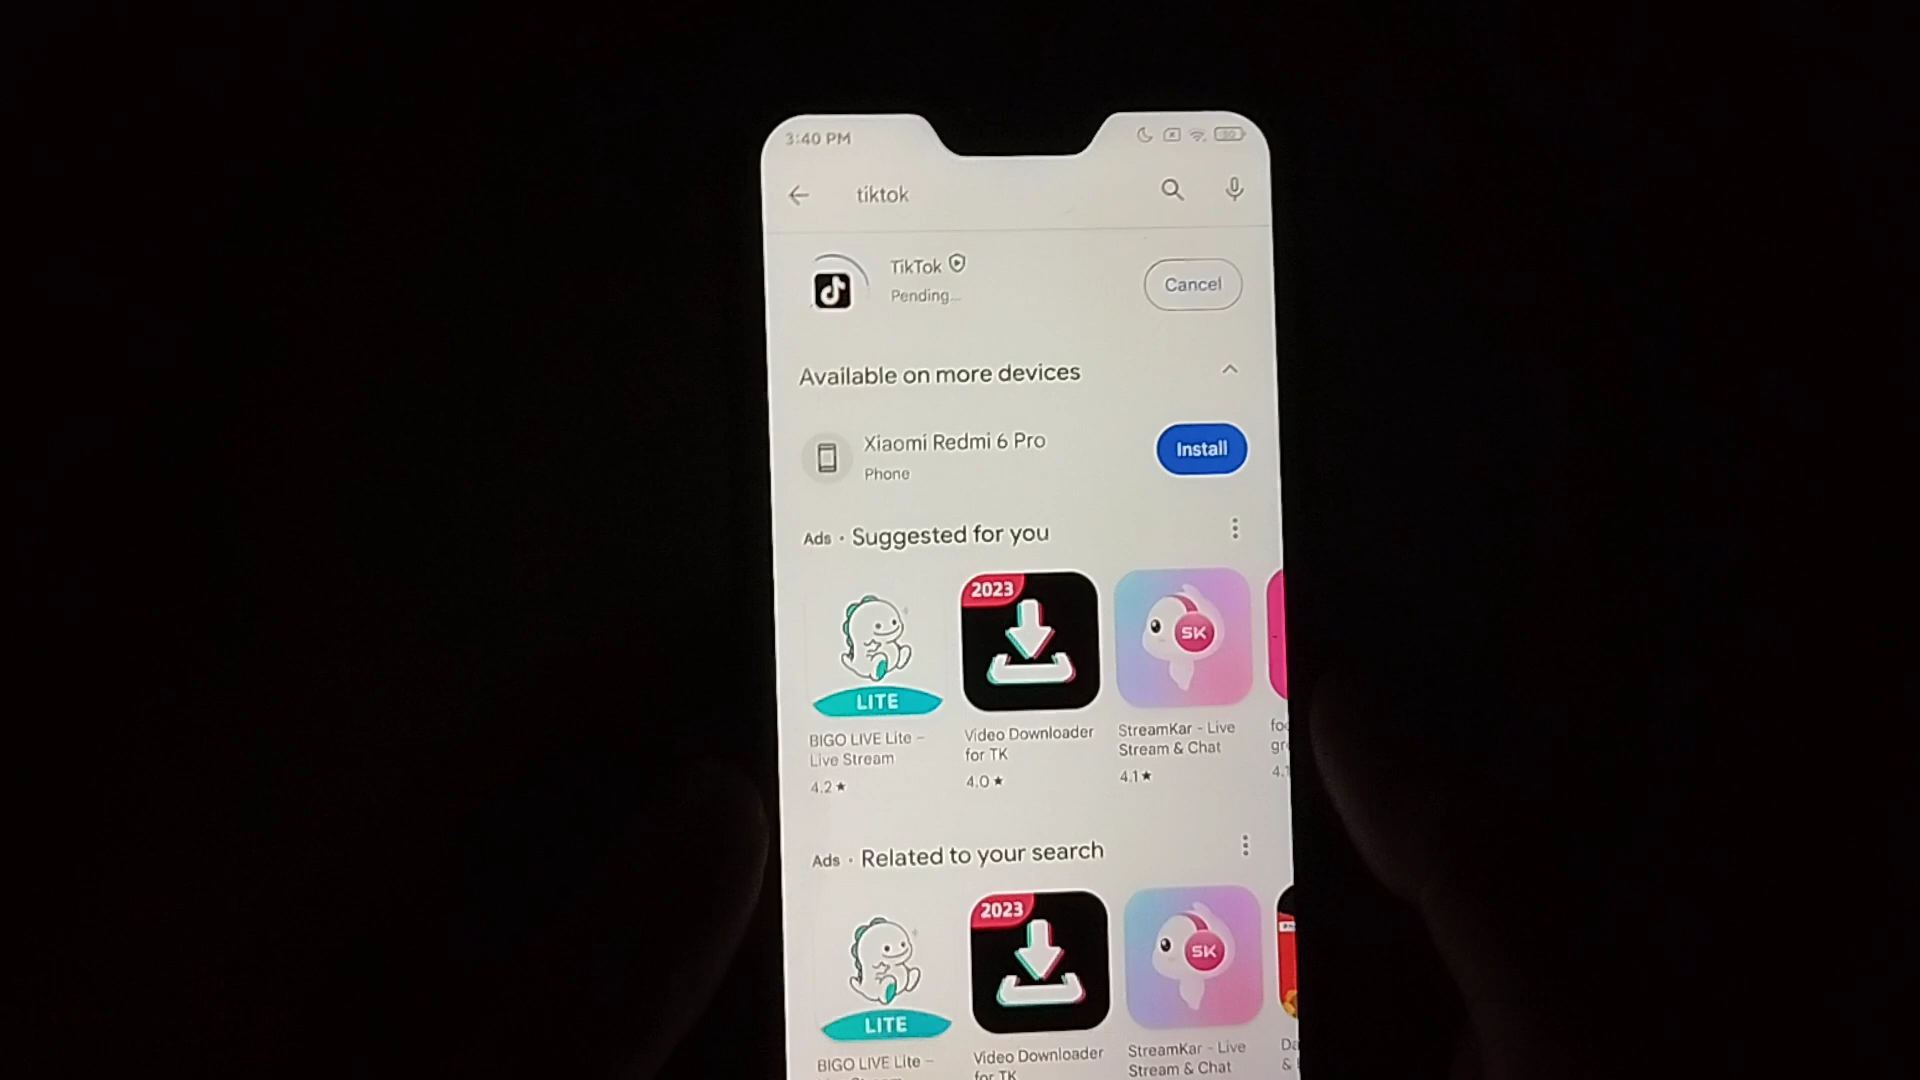 3:40 PM
tiktok
TikTok
Pending...
Cancel
Available on more devices
Xiaomi Redmi 6 Pro
Phone
Install
Ads • Suggested for you
LITE
2023
SK
BIGO LIVE Lite –
Live Stream
4.2 ★
Video Downloader
for TK
4.0 ★
StreamKar - Live
Stream & Chat
4.1 ★
Ads • Related to your search
LITE
2023
SK
BIGO LIVE Lite –
Video Downloader
for TK
StreamKar - Live
Stream & Chat